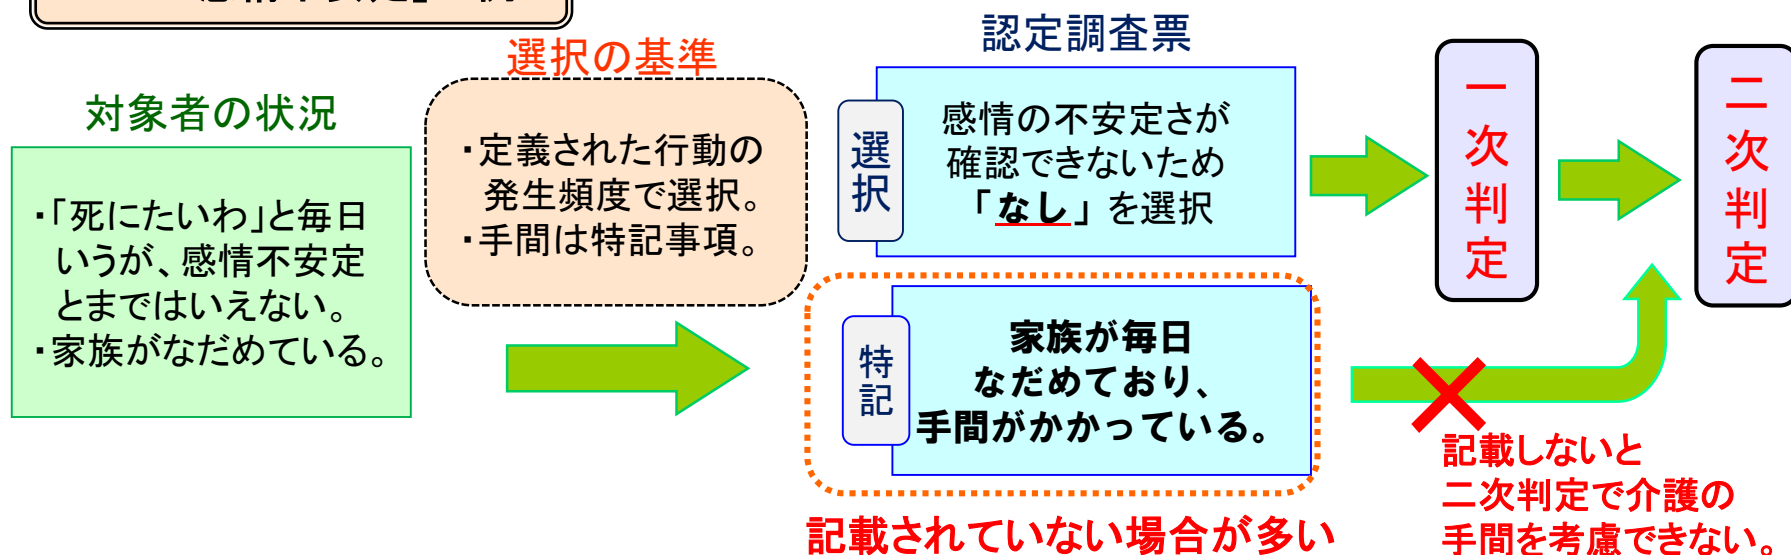 感情不安定』の例
対象者の状況
・「死にたいわ」と毎日
いうが、感情不安定
とまではいえない。
・家族がなだめている。
選択の基準
・定義された行動の
発生頻度で選択。
・手間は特記事項。
認定調査票
選択
感情の不安定さが
確認できないため
「なし」を選択
特記
家族が毎日
なだめており、
手間がかかっている。
記載されていない場合が多い
一次判定
二次判定
記載しないと
二次判定で介護の
手間を考慮できない。